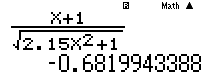 R Math ▲
X+1
√2.15X²+1
-0.6819943388